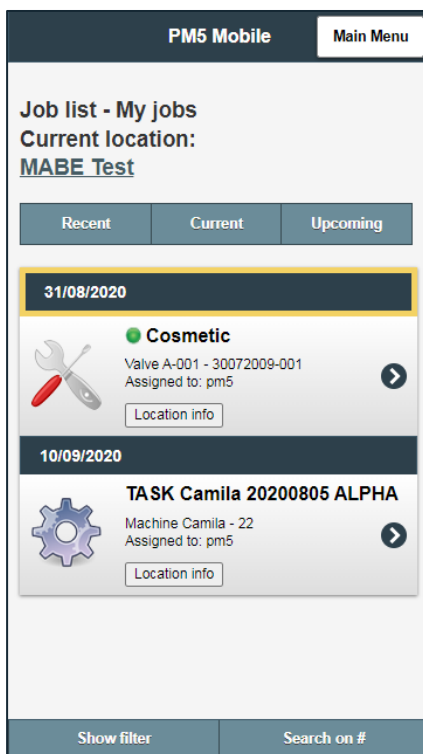 PM5 Mobile
Main Menu
Job list - My jobs
Current location:
MABE Test
Recent
Current
Upcoming
31/08/2020
Cosmetic
Valve A-001 - 30072009-001
Assigned to: pm5
Location info
10/09/2020
TASK Camila 20200805 ALPHA
Machine Camila - 22
Assigned to: pm5
Location info
Show filter
Search on #